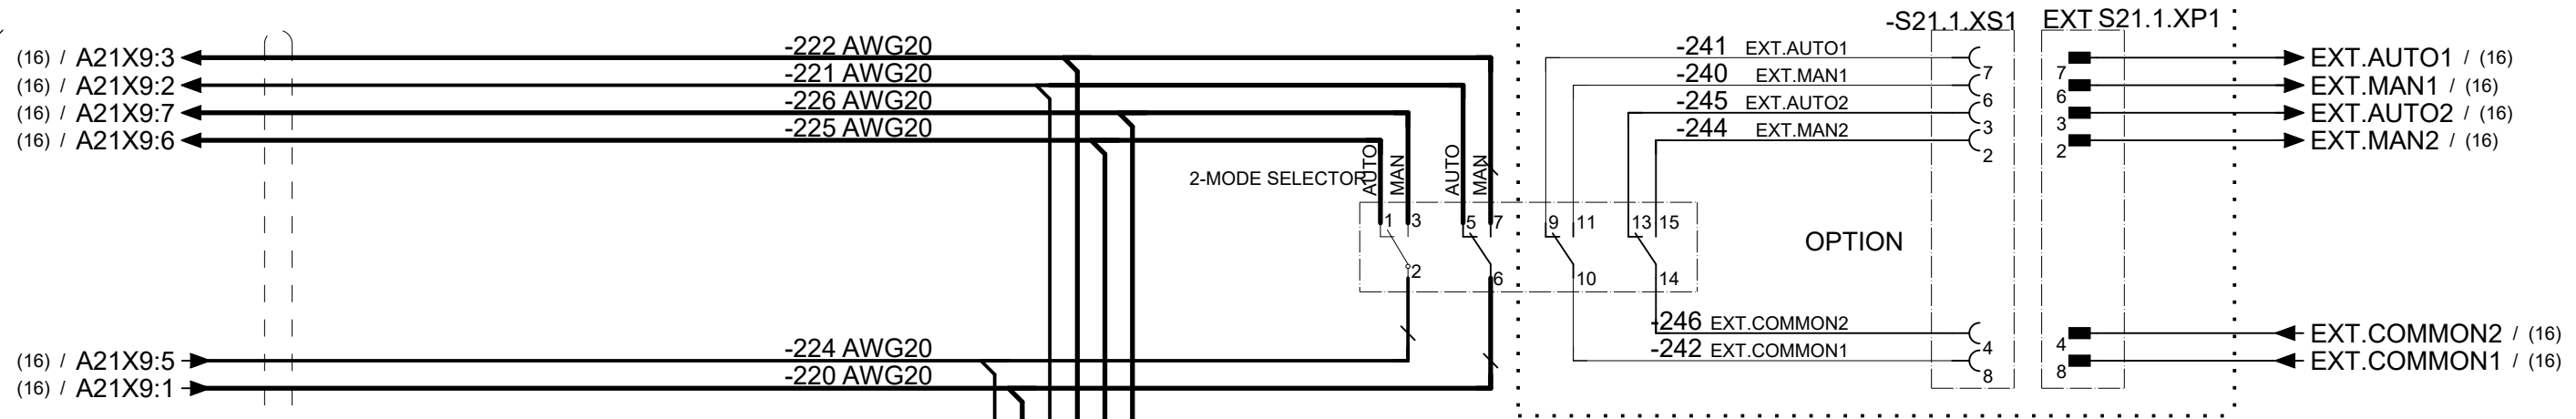 -S21.1.XS1 EXT S21.1.XP1
(16) / A21X9:3 -222 AWG20 -241 EXT.AUTO1 7 7 EXT.AUTO1 / (16)
(16) / A21X9:2 -221 AWG20 -240 EXT.MAN1 6 6 EXT.MAN1 / (16)
(16) / A21X9:7 -226 AWG20 -245 EXT.AUTO2 3 3 EXT.AUTO2 / (16)
(16) / A21X9:6 -225 AWG20 -244 EXT.MAN2 2 2 EXT.MAN2 / (16)
2-MODE SELECTOR AUTO MAN AUTO MAN
1 3 5 7 9 11 13 15
OPTION
2 6 10 14
-246 EXT.COMMON2 4 4 EXT.COMMON2 / (16)
(16) / A21X9:5 -224 AWG20 -242 EXT.COMMON1 8 8 EXT.COMMON1 / (16)
(16) / A21X9:1 -220 AWG20